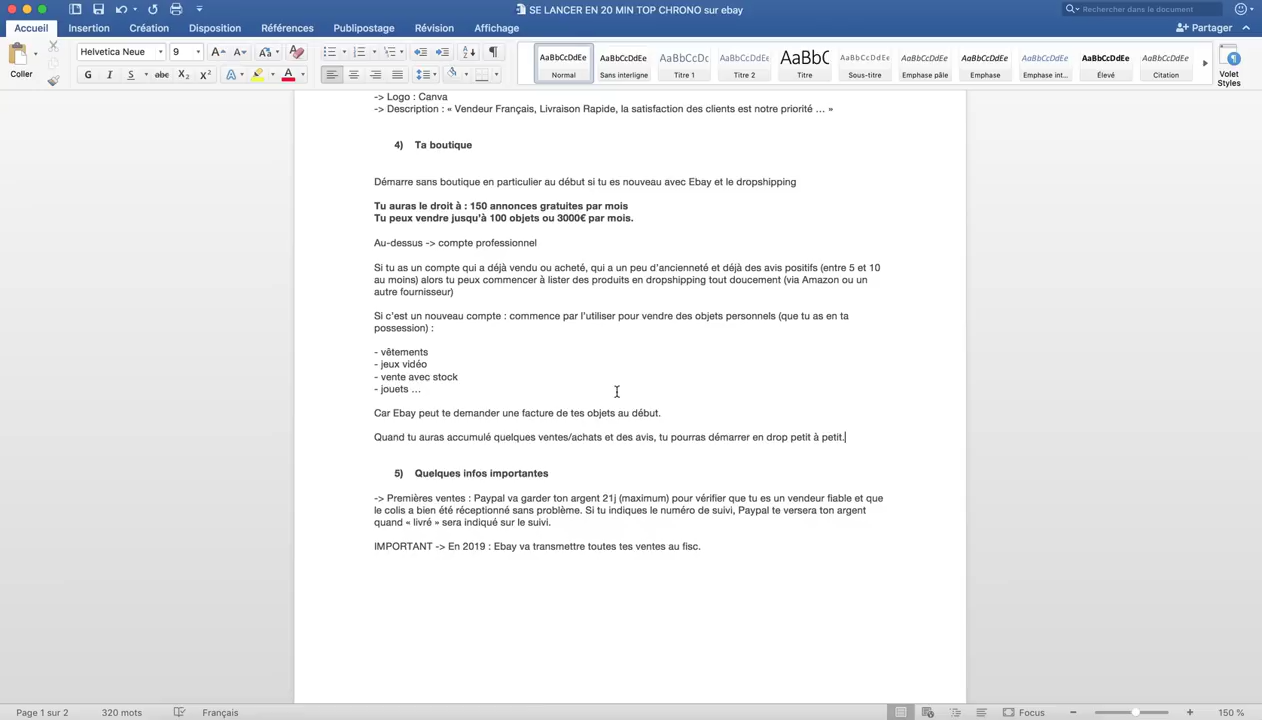 SE LANCER EN 20 MIN TOP CHRONO sur ebay
Rechercher dans le document
Accueil Insertion Création Disposition Références Publipostage Révision Affichage
Partager
Coller
Helvetica Neue 9
G I S abc X₂ X² A A
AaBbCcDdEe AaBbCcDdEe AaBbCcDc AaBbCcDdEe AaBbC AaBbCcDdEe AaBbCcDdEe AaBbCcDdEe AaBbCcDdEe AaBbCcDdEe AaBbCcDdEe
Normal Sans interligne Titre 1 Titre 2 Titre Sous-titre Emphase pâle Emphase Emphase int... Élevé Citation
Volet
Styles
-> Logo : Canva
-> Description : « Vendeur Français, Livraison Rapide, la satisfaction des clients est notre priorité … »
4) Ta boutique
Démarre sans boutique en particulier au début si tu es nouveau avec Ebay et le dropshipping
Tu auras le droit à : 150 annonces gratuites par mois
Tu peux vendre jusqu'à 100 objets ou 3000€ par mois.
Au-dessus -> compte professionnel
Si tu as un compte qui a déjà vendu ou acheté, qui a un peu d'ancienneté et déjà des avis positifs (entre 5 et 10
au moins) alors tu peux commencer à lister des produits en dropshipping tout doucement (via Amazon ou un
autre fournisseur)
Si c'est un nouveau compte : commence par l'utiliser pour vendre des objets personnels (que tu as en ta
possession) :
- vêtements
- jeux vidéo
- vente avec stock
- jouets …
Car Ebay peut te demander une facture de tes objets au début.
Quand tu auras accumulé quelques ventes/achats et des avis, tu pourras démarrer en drop petit à petit.
5) Quelques infos importantes
-> Premières ventes : Paypal va garder ton argent 21j (maximum) pour vérifier que tu es un vendeur fiable et que
le colis a bien été réceptionné sans problème. Si tu indiques le numéro de suivi, Paypal te versera ton argent
quand « livré » sera indiqué sur le suivi.
IMPORTANT -> En 2019 : Ebay va transmettre toutes tes ventes au fisc.
Page 1 sur 2 320 mots Français Focus 150 %